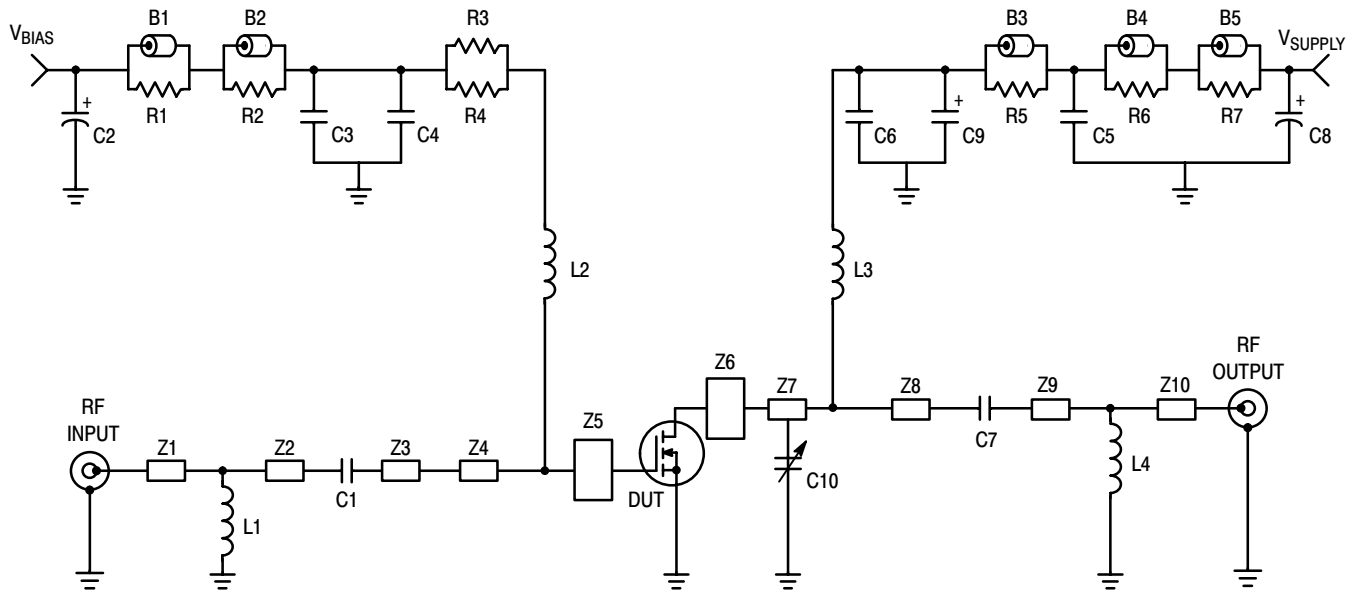 B1
B2
R3
B3
B4
B5
V_BIAS
V_SUPPLY
+
R1
R2
R4
R5
R6
R7
C2
C3
C4
C6
+
C9
C5
+
C8
L2
L3
Z6
Z7
Z8
Z9
Z10
RF
OUTPUT
RF
INPUT
Z1
Z2
Z3
Z4
Z5
C7
L4
C1
DUT
C10
L1